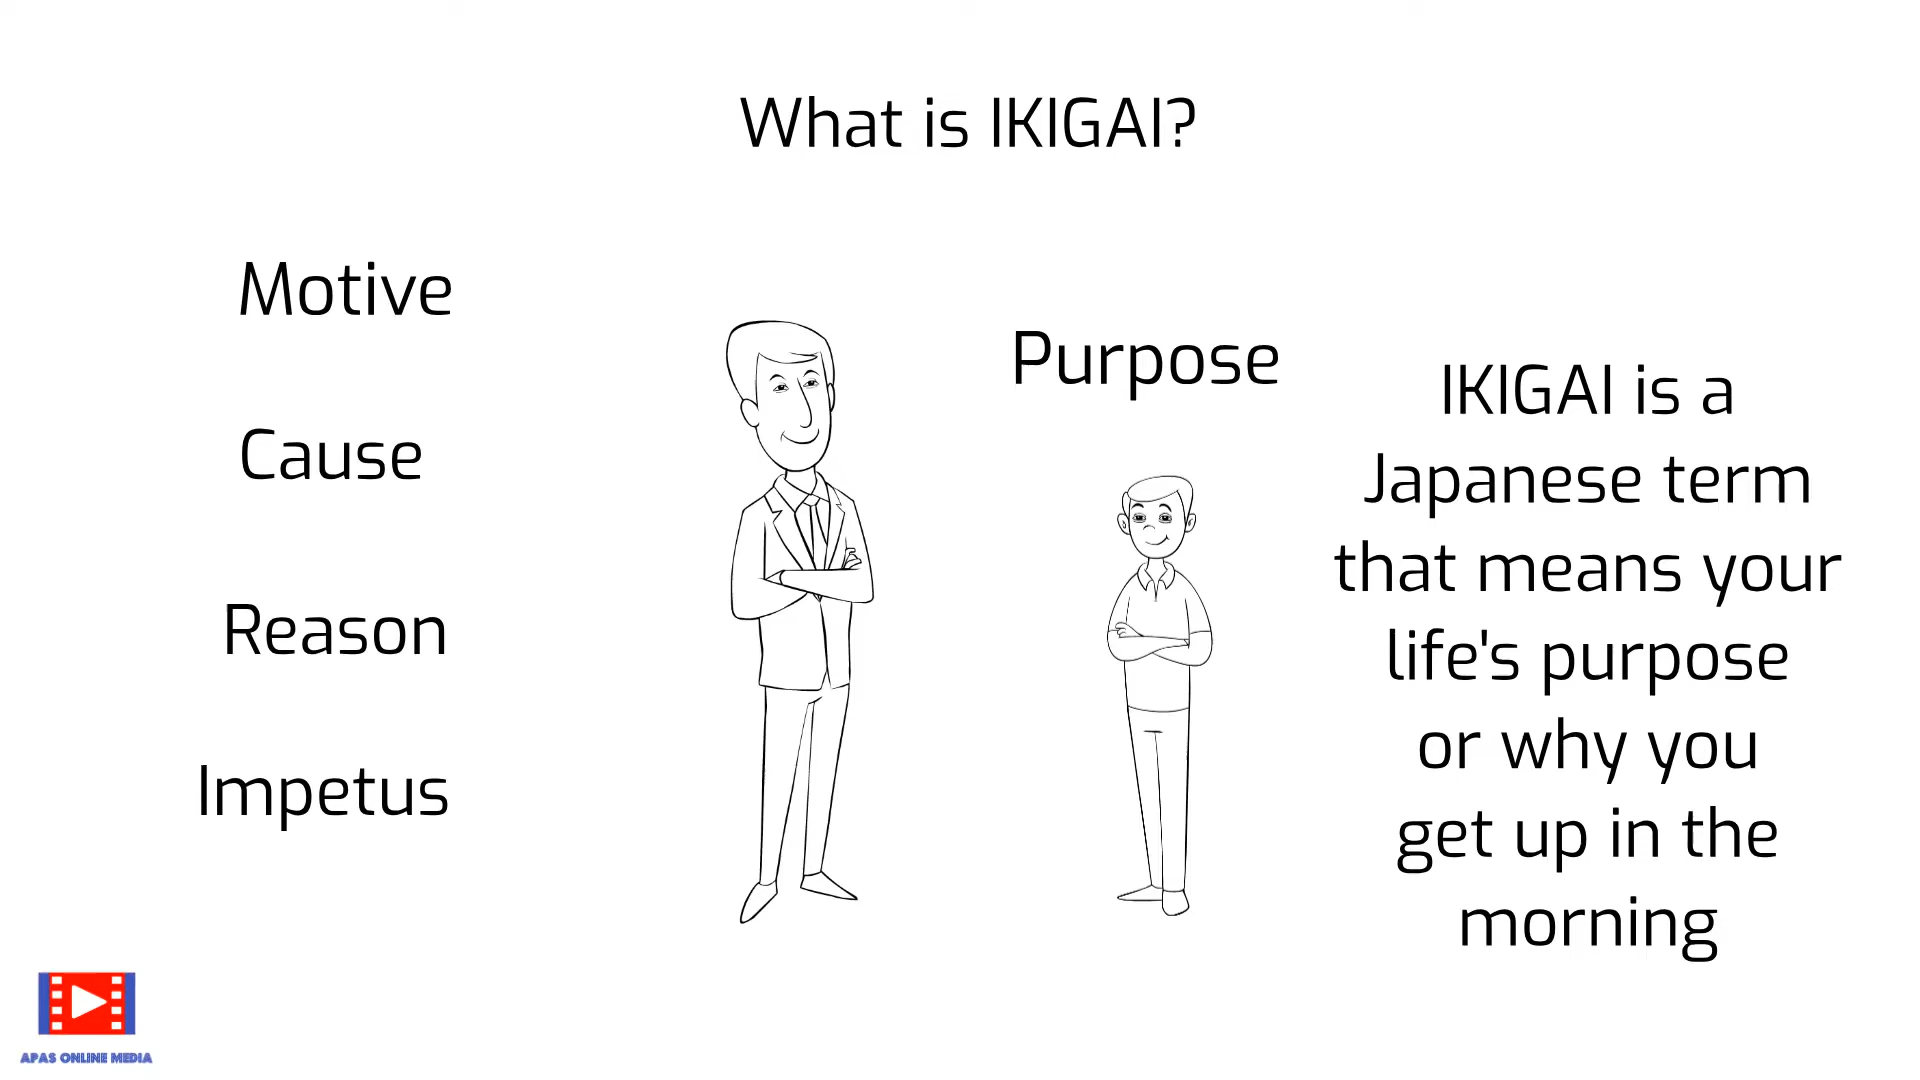 What is IKIGAI?
Motive
Cause
Reason
Impetus
Purpose
IKIGAI is a
Japanese term
that means your
life's purpose
or why you
get up in the
morning
APAS ONLINE MEDIA